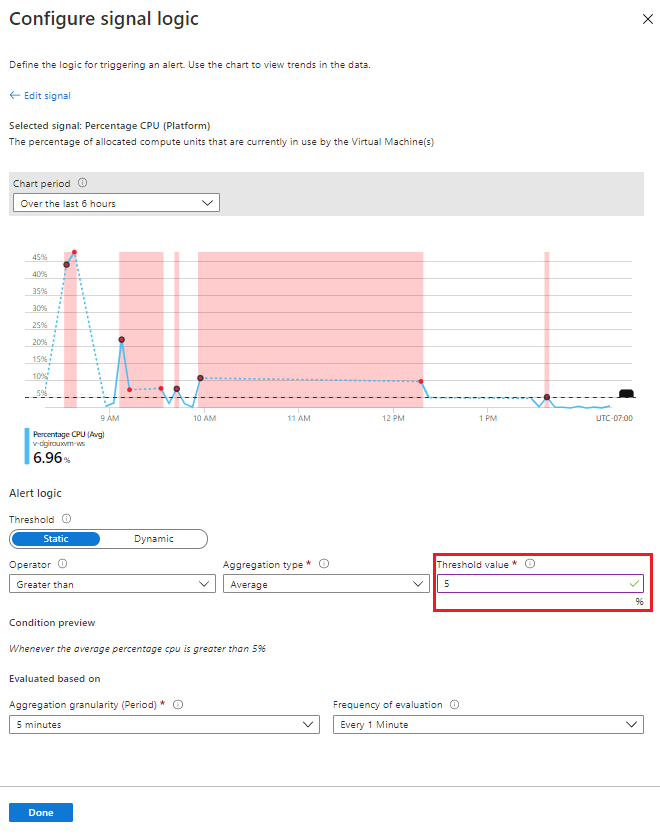 Configure signal logic
Define the logic for triggering an alert. Use the chart to view trends in the data.
← Edit signal
Selected signal: Percentage CPU (Platform)
The percentage of allocated compute units that are currently in use by the Virtual Machine(s)
Chart period
Over the last 6 hours
45%
40%
35%
30%
25%
20%
15%
10%
5%
9 AM 10 AM 11 AM 12 PM 1 PM UTC-07:00
Percentage CPU (Avg)
v-dgirouxvm-ws
6.96 %
Alert logic
Threshold
Static Dynamic
Operator Aggregation type * Threshold value *
Greater than Average 5
%
Condition preview
Whenever the average percentage cpu is greater than 5%
Evaluated based on
Aggregation granularity (Period) * Frequency of evaluation
5 minutes Every 1 Minute
Done